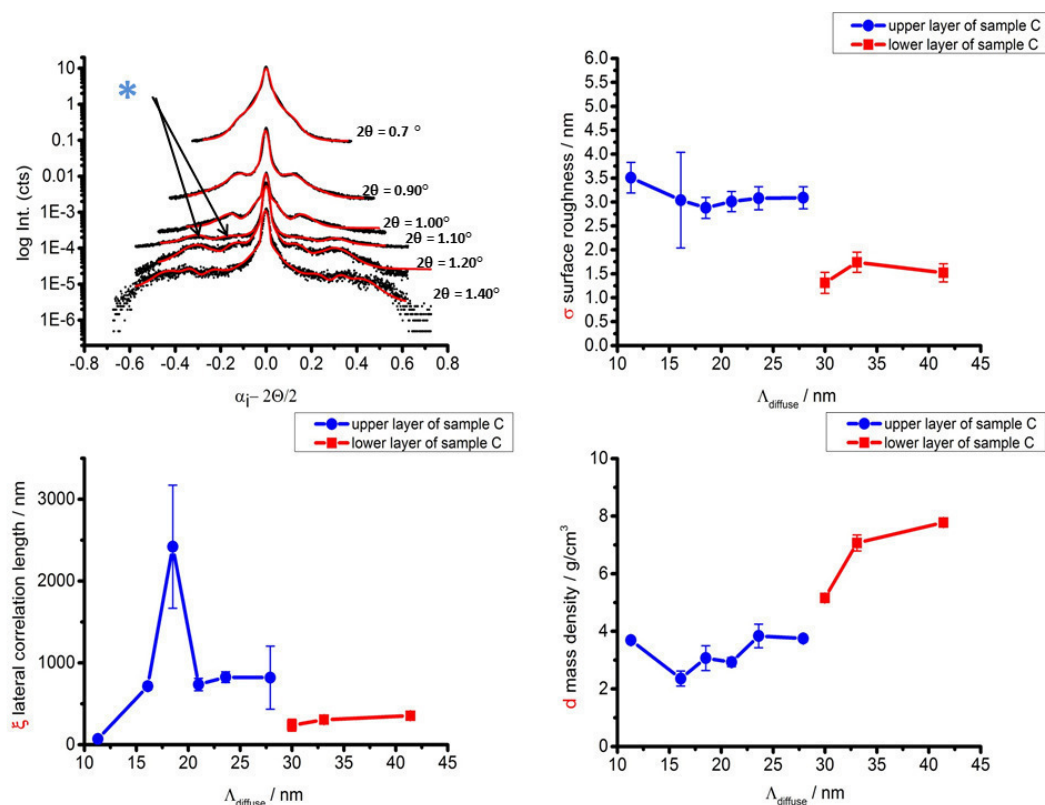 10
1
0.1
0.01
1E-3
1E-4
1E-5
1E-6
log Int. (cts)
*
2θ = 0.7 °
2θ = 0.90°
2θ = 1.00°
2θ = 1.10°
2θ = 1.20°
2θ = 1.40°
-0.8 -0.6 -0.4 -0.2 0.0 0.2 0.4 0.6 0.8
αi– 2Θ/2
upper layer of sample C
lower layer of sample C
6.0
5.5
5.0
4.5
4.0
3.5
3.0
2.5
2.0
1.5
1.0
0.5
0.0
σ surface roughness / nm
10 15 20 25 30 35 40 45
Λdiffuse / nm
upper layer of sample C
lower layer of sample C
3000
2000
1000
0
ξ lateral correlation length / nm
10 15 20 25 30 35 40 45
Λdiffuse / nm
upper layer of sample C
lower layer of sample C
10
8
6
4
2
0
d mass density / g/cm³
10 15 20 25 30 35 40 45
Λdiffuse / nm